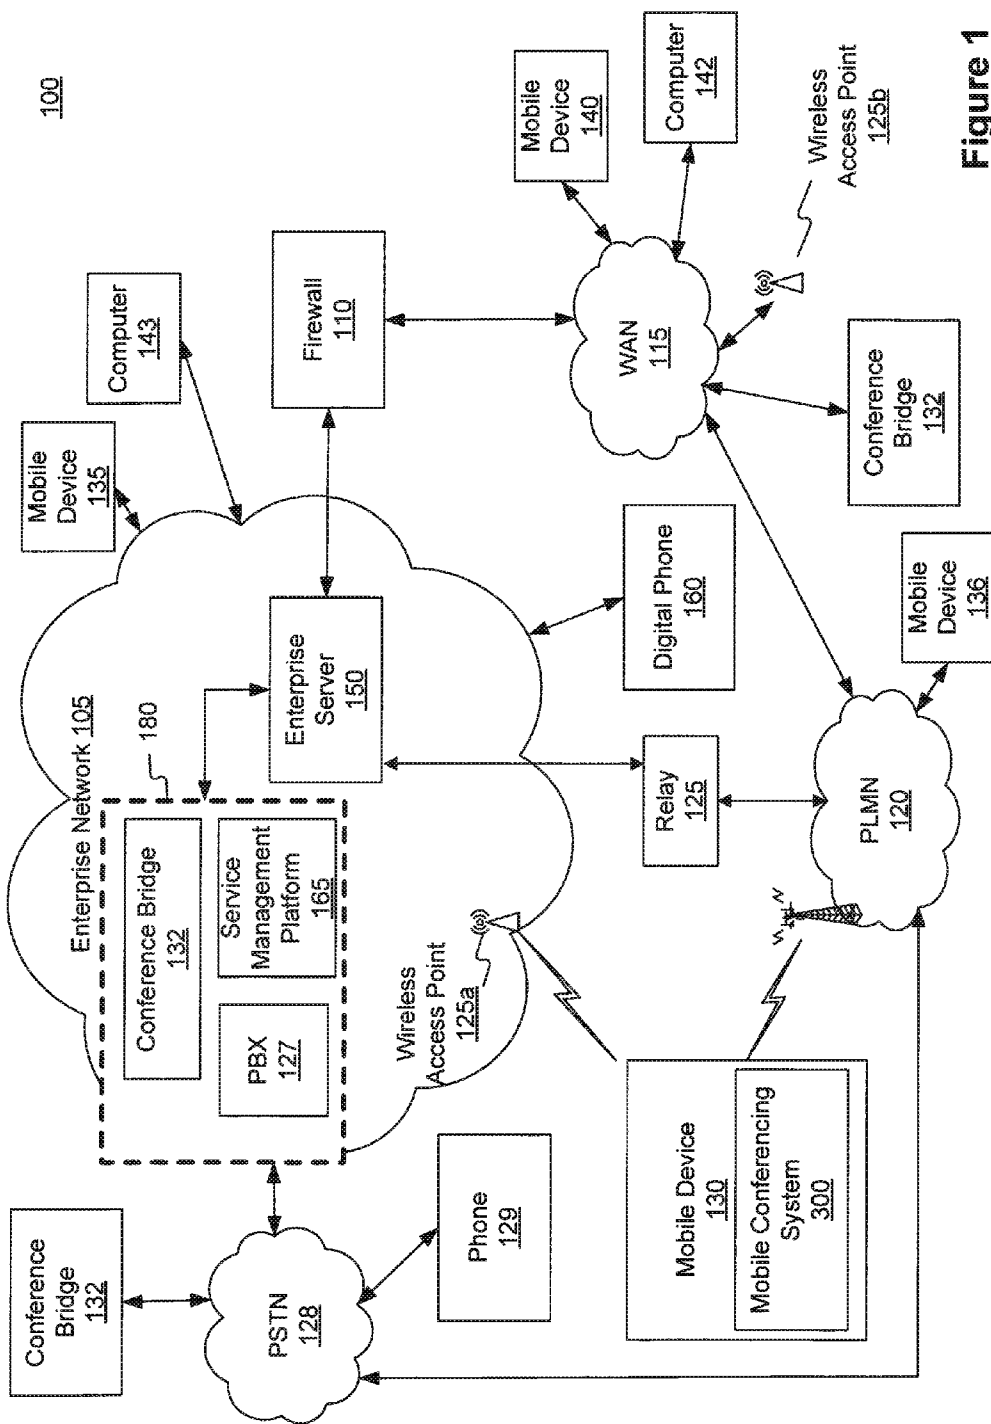 100
Conference
Bridge
132
PSTN
128
Phone
129
Enterprise Network 105
180
Conference Bridge
132
PBX
127
Service
Management
Platform
165
Enterprise
Server
150
Wireless
Access Point
125a
Mobile
Device
135
Computer
143
Firewall
110
Digital Phone
160
Relay
125
Mobile Device
130
Mobile Conferencing
System
300
PLMN
120
Mobile
Device
136
WAN
115
Conference
Bridge
132
Mobile
Device
140
Computer
142
Wireless
Access Point
125b
Figure 1